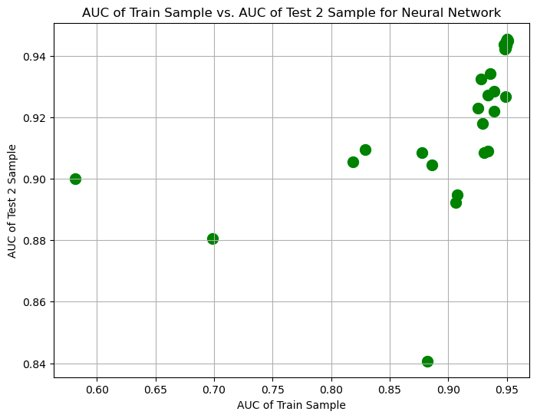 AUC of Train Sample vs. AUC of Test 2 Sample for Neural Network
0.94
0.92
0.90
0.88
0.86
0.84
AUC of Test 2 Sample
0.60 0.65 0.70 0.75 0.80 0.85 0.90 0.95
AUC of Train Sample